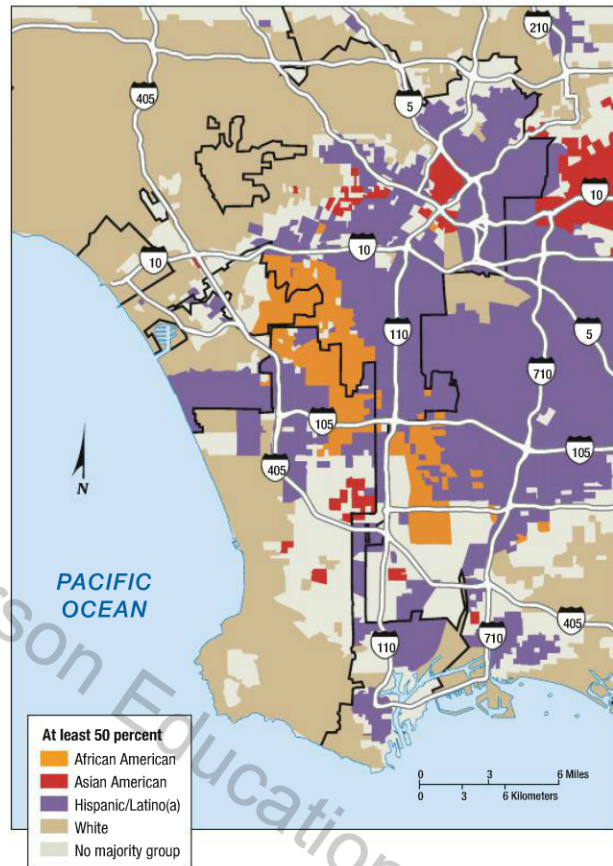 210
405
5
10
10
10
110
5
710
105
105
405
N
PACIFIC
OCEAN
405
710
110
At least 50 percent
African American
Asian American
Hispanic/Latino(a)
White
No majority group
0 3 6 Miles
0 3 6 Kilometers
sson Education